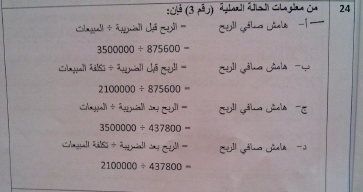 24 من معلومات الحالة العملية (رقم 3) فإن:
أ- هامش صافي الربح = الربح قبل الضريبة ÷ المبيعات
875600 ÷ 3500000 =
ب- هامش صافي الربح = الربح قبل الضريبة ÷ تكلفة المبيعات
875600 ÷ 2100000 =
ج- هامش صافي الربح = الربح بعد الضريبة ÷ المبيعات
437800 ÷ 3500000 =
د- هامش صافي الربح = الربح بعد الضريبة ÷ تكلفة المبيعات
437800 ÷ 2100000 =